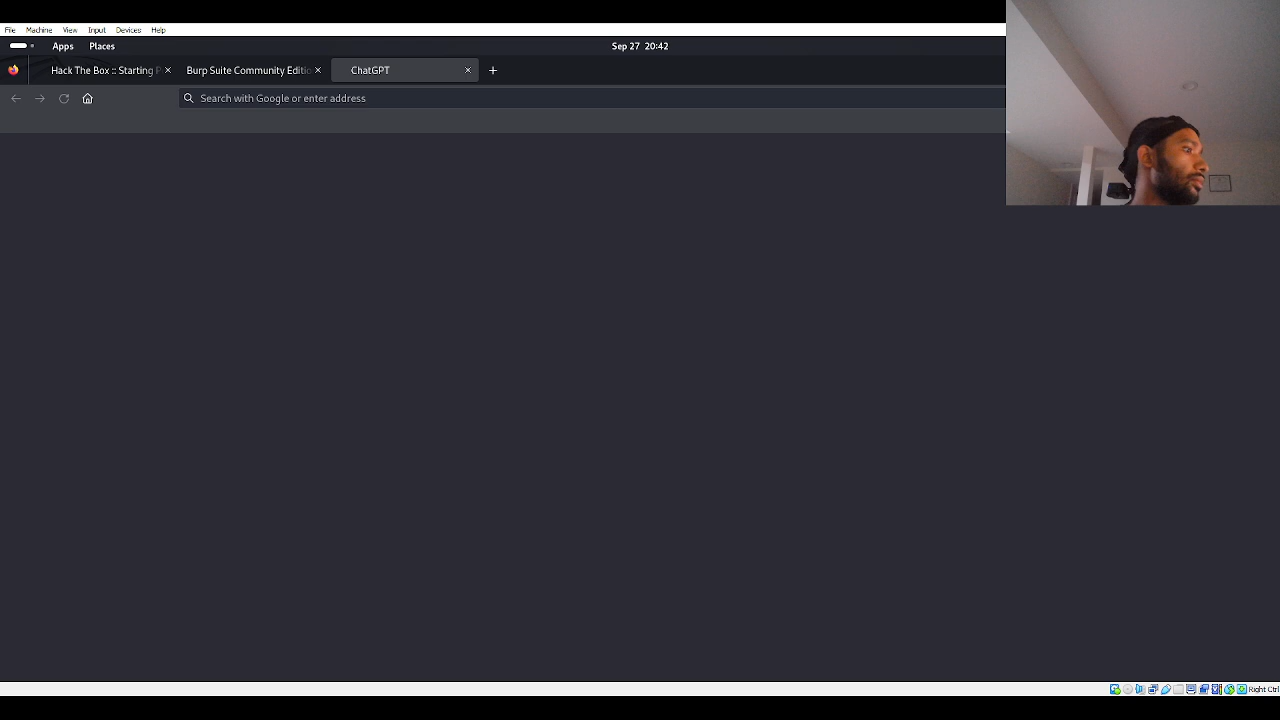 File Machine View Input Devices Help
Apps Places Sep 27 20:42
Hack The Box :: Starting P Burp Suite Community Editio ChatGPT
Search with Google or enter address
Right Ctrl